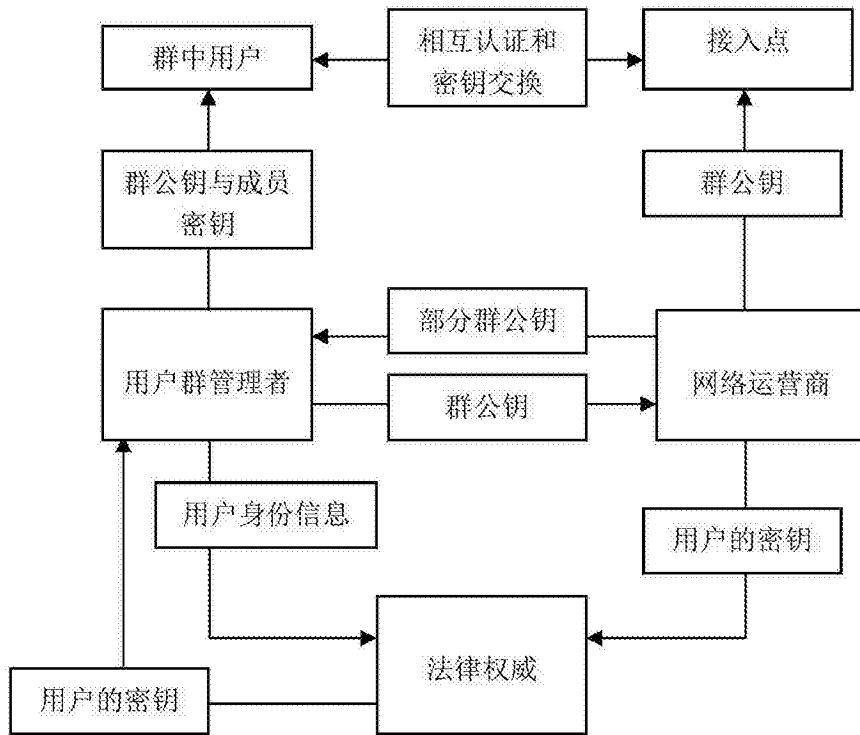 群中用户
相互认证和
密钥交换
接入点
群公钥与成员
密钥
群公钥
用户群管理者
部分群公钥
群公钥
网络运营商
用户身份信息
用户的密钥
法律权威
用户的密钥